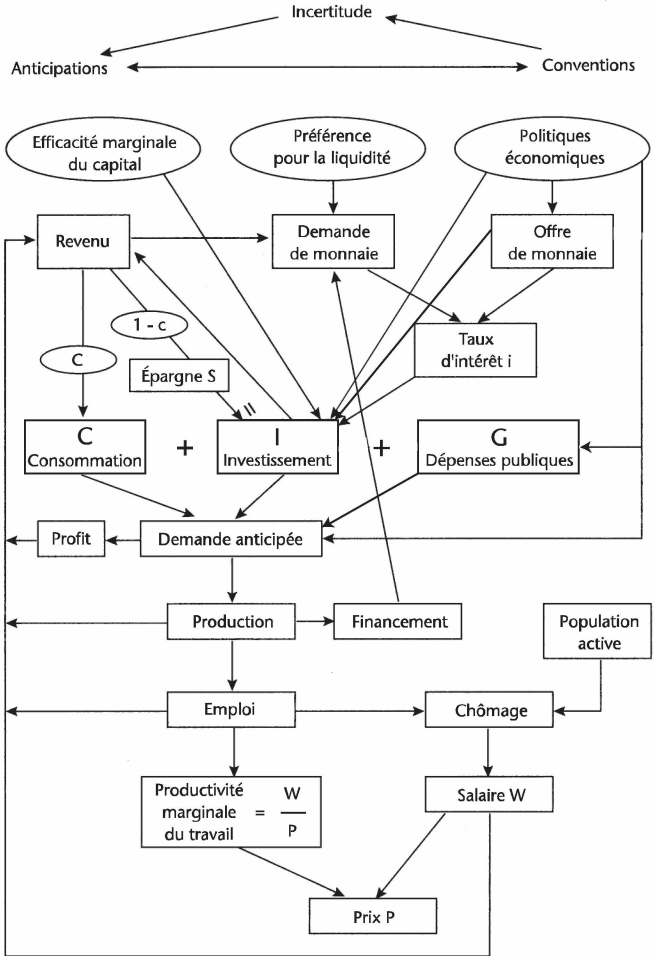 Incertitude
Anticipations
Conventions
Efficacité marginale
du capital
Préférence
pour la liquidité
Politiques
économiques
Revenu
Demande
de monnaie
Offre
de monnaie
1 - c
Taux
d'intérêt i
C
Épargne S
=
C
Consommation
+
I
Investissement
+
G
Dépenses publiques
Profit
Demande anticipée
Production
Financement
Population
active
Emploi
Chômage
Productivité
marginale
du travail
=
W
P
Salaire W
Prix P